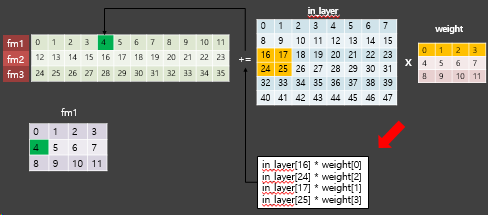 in_layer
weight
fm1 0 1 2 3 4 5 6 7 8 9 10 11
fm2 12 13 14 15 16 17 18 19 20 21 22 23
fm3 24 25 26 27 28 29 30 31 32 33 34 35
+=
0 1 2 3 4 5 6 7
8 9 10 11 12 13 14 15
16 17 18 19 20 21 22 23
24 25 26 27 28 29 30 31
32 33 34 35 36 37 38 39
40 41 42 43 44 45 46 47
X
0 1 2 3
4 5 6 7
8 9 10 11
fm1
0 1 2 3
4 5 6 7
8 9 10 11
in_layer[16] * weight[0]
in_layer[24] * weight[2]
in_layer[17] * weight[1]
in_layer[25] * weight[3]